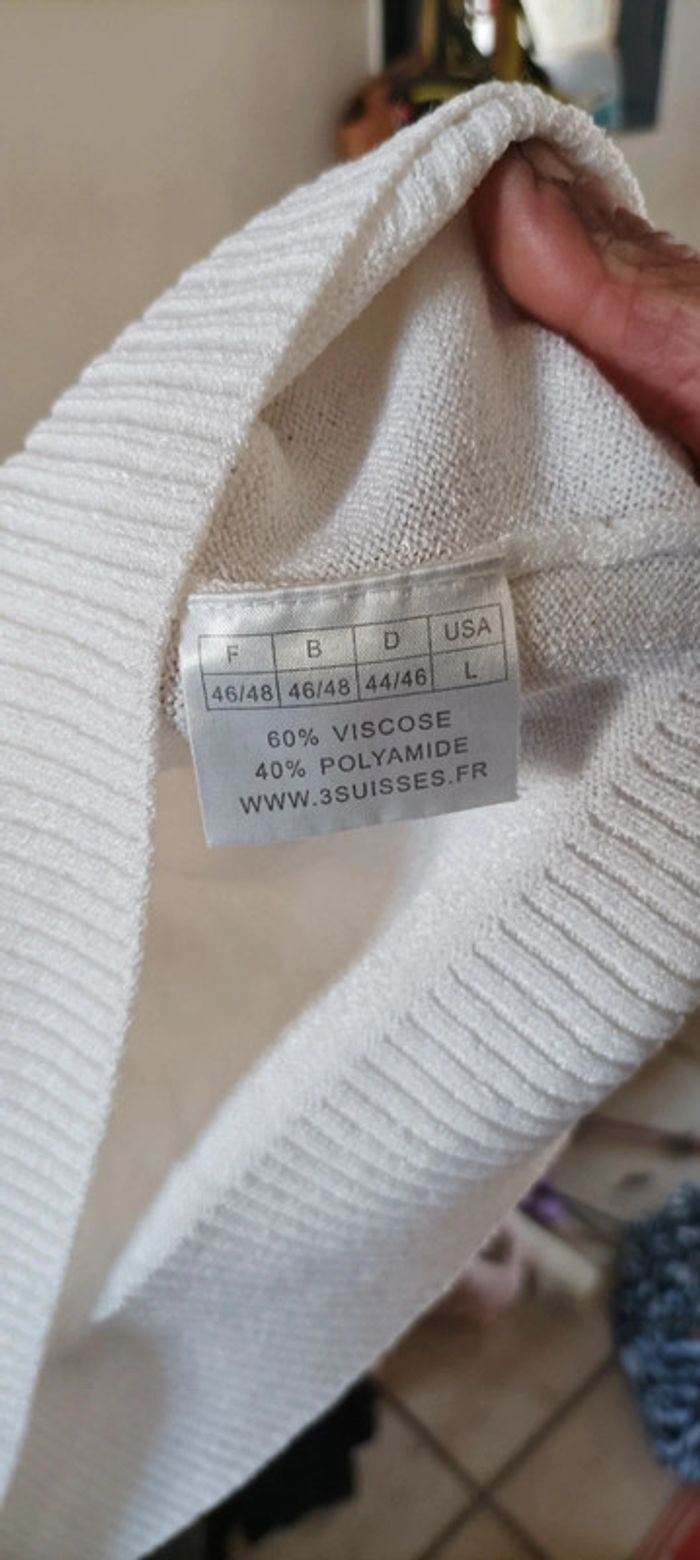 F B D USA
46/48 46/48 44/46 L
60% VISCOSE
40% POLYAMIDE
WWW.3SUISSES.FR